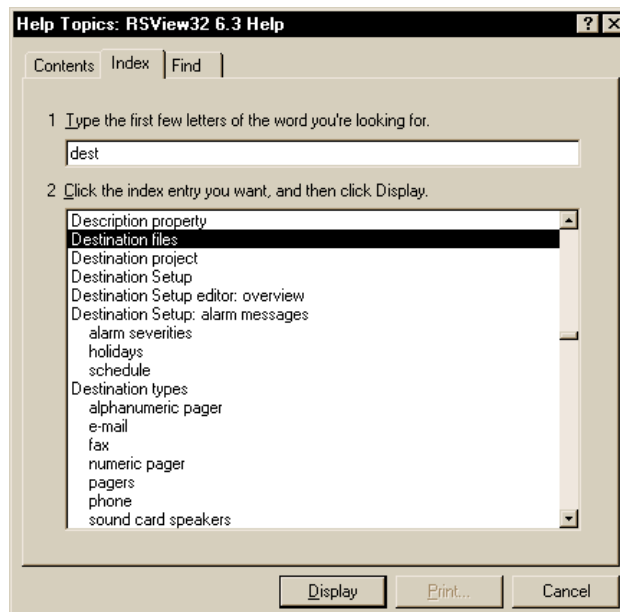 Help Topics: RSView32 6.3 Help
Contents Index Find
1 Type the first few letters of the word you're looking for.
dest
2 Click the index entry you want, and then click Display.
Description property
Destination files
Destination project
Destination Setup
Destination Setup editor: overview
Destination Setup: alarm messages
alarm severities
holidays
schedule
Destination types
alphanumeric pager
e-mail
fax
numeric pager
pagers
phone
sound card speakers
Display Print... Cancel